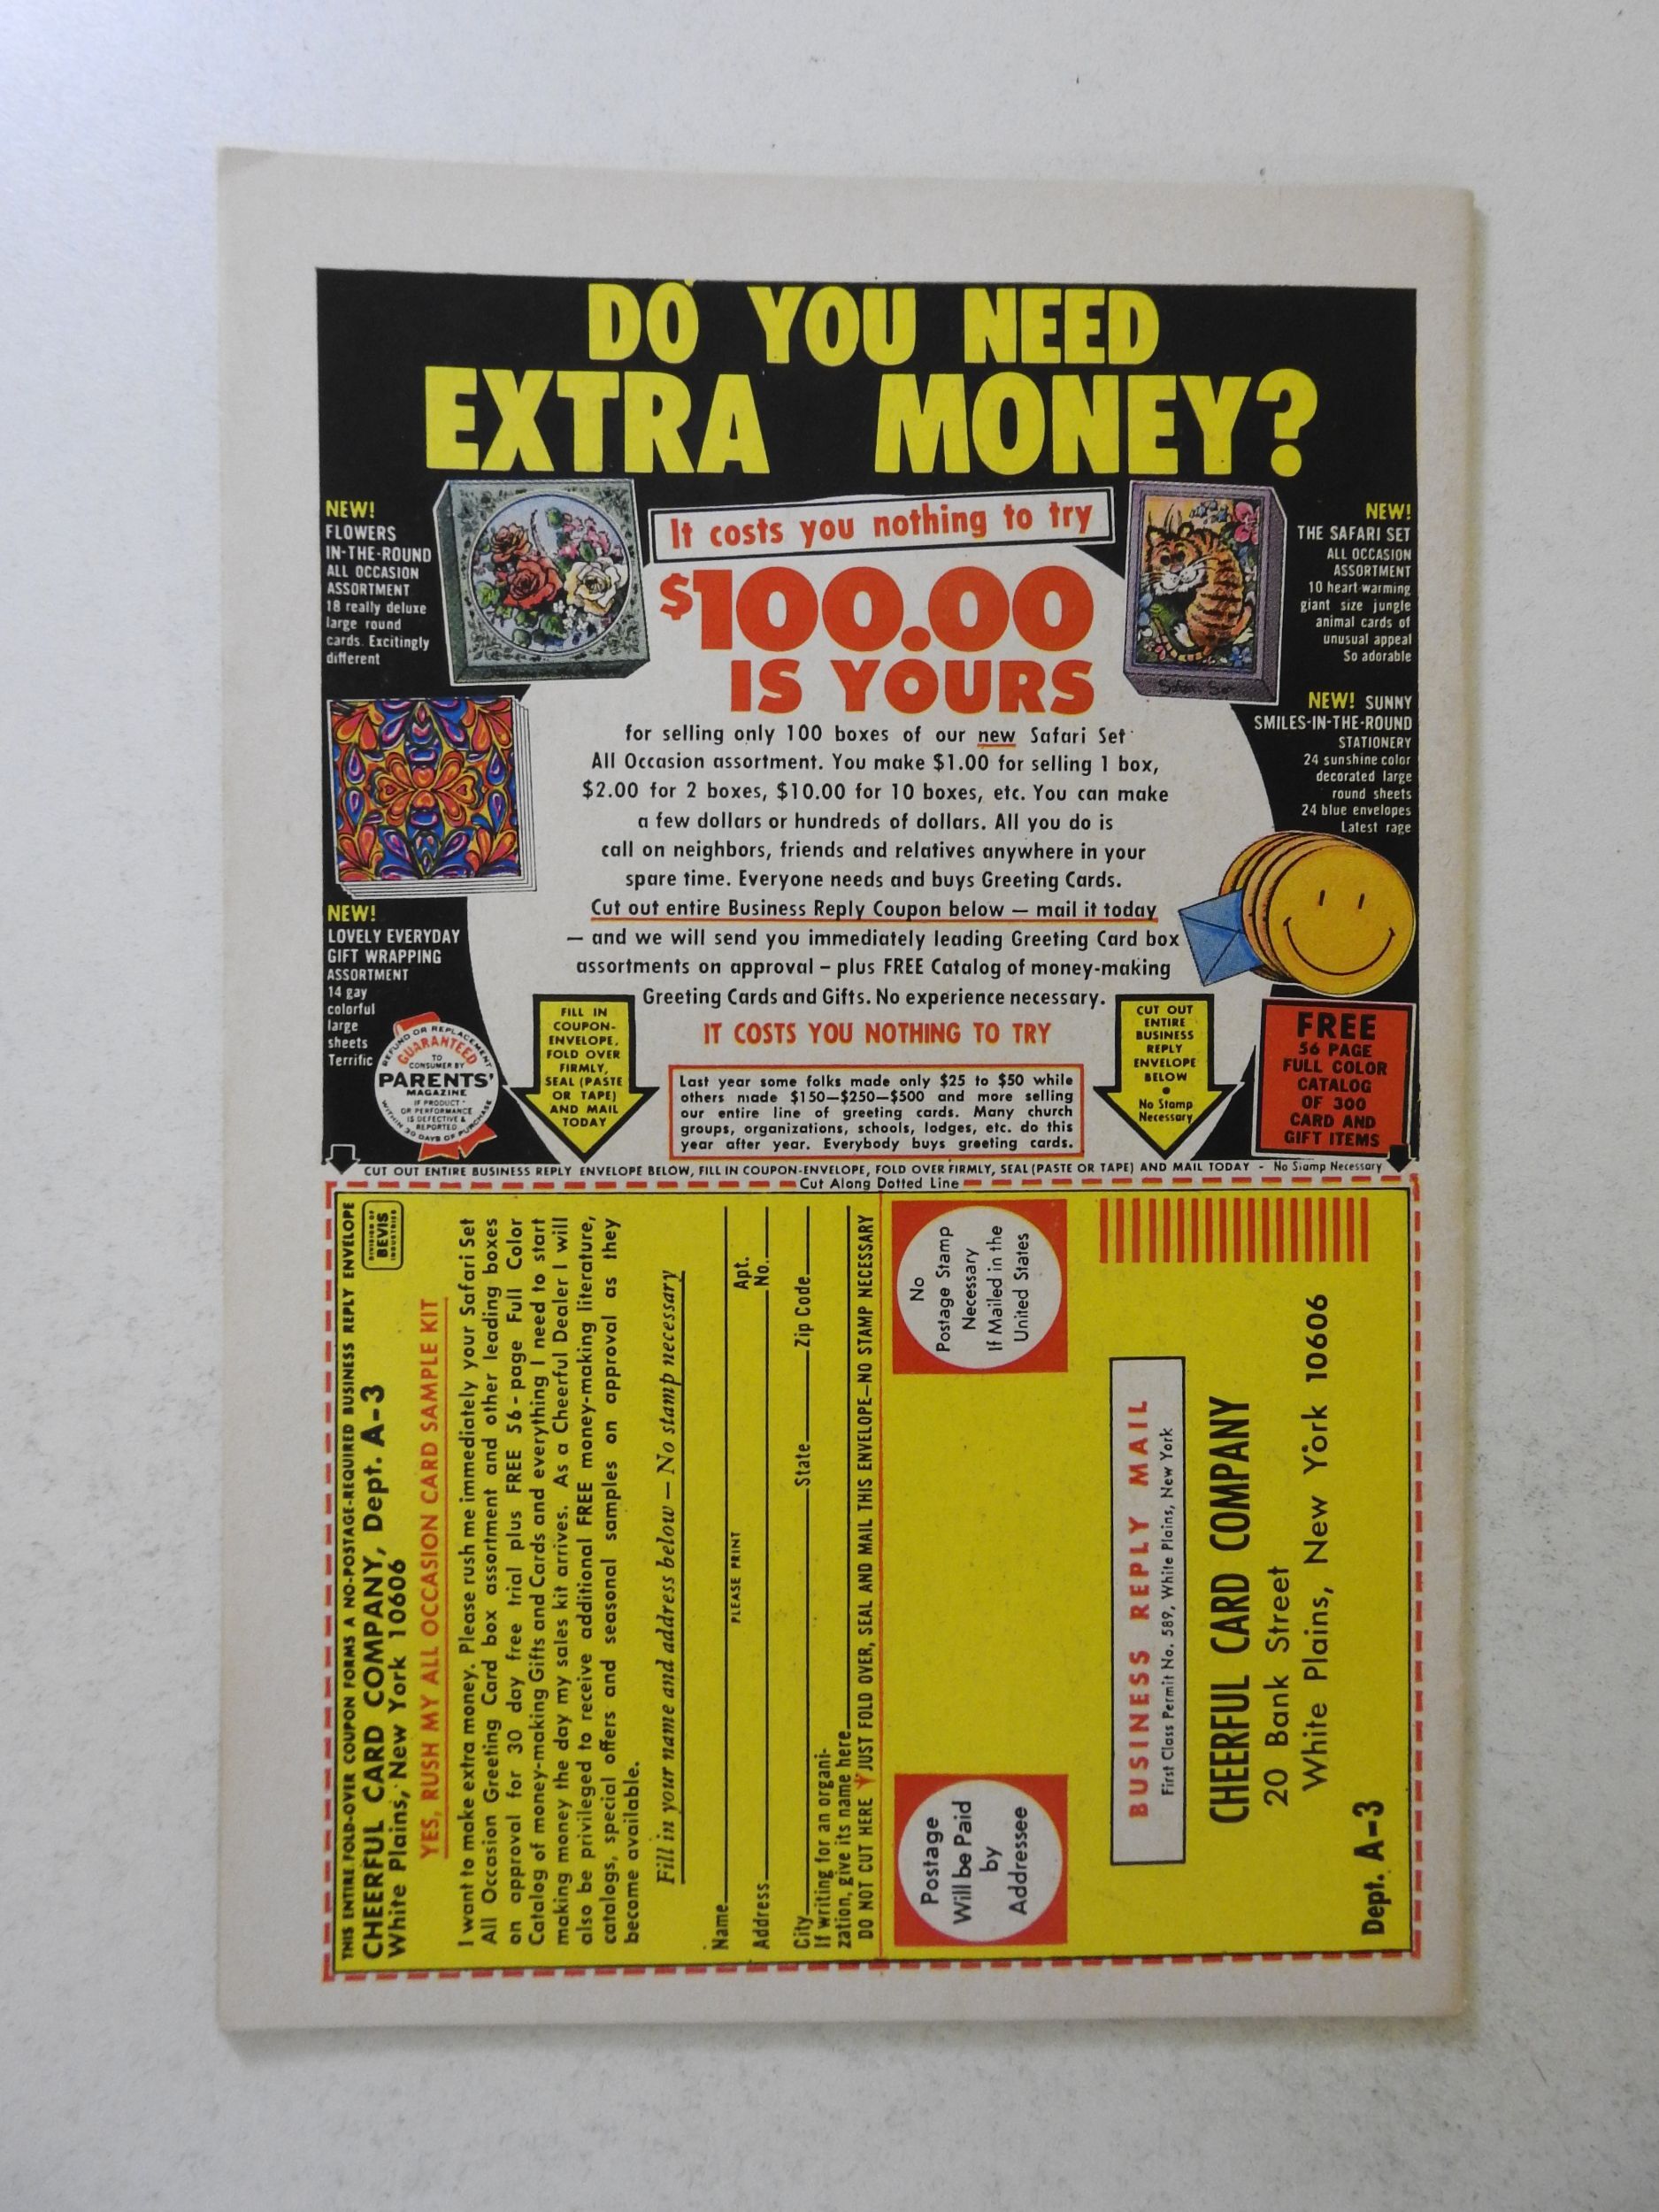 DO YOU NEED
EXTRA MONEY?
NEW!
FLOWERS
IN-THE-ROUND
ALL OCCASION
ASSORTMENT
18 really deluxe
large round
cards. Excitingly
different
It costs you nothing to try
$100.00
IS YOURS
for selling only 100 boxes of our new Safari Set
All Occasion assortment. You make $1.00 for selling 1 box,
$2.00 for 2 boxes, $10.00 for 10 boxes, etc. You can make
a few dollars or hundreds of dollars. All you do is
call on neighbors, friends and relatives anywhere in your
spare time. Everyone needs and buys Greeting Cards.
Cut out entire Business Reply Coupon below — mail it today
— and we will send you immediately leading Greeting Card box
assortments on approval – plus FREE Catalog of money-making
Greeting Cards and Gifts. No experience necessary.
IT COSTS YOU NOTHING TO TRY
Safari Set
NEW!
THE SAFARI SET
ALL OCCASION
ASSORTMENT
10 heart-warming
giant size jungle
animal cards of
unusual appeal
So adorable
NEW! SUNNY
SMILES-IN-THE-ROUND
STATIONERY
24 sunshine color
decorated large
round sheets
24 blue envelopes
Latest rage
NEW!
LOVELY EVERYDAY
GIFT WRAPPING
ASSORTMENT
14 gay
colorful
large
sheets
Terrific
REFUND OR REPLACEMENT
GUARANTEED
TO
CONSUMER BY
PARENTS'
MAGAZINE
IF PRODUCT
OR PERFORMANCE
IS DEFECTIVE &
REPORTED
WITHIN 30 DAYS OF PURCHASE
FILL IN
COUPON-
ENVELOPE,
FOLD OVER
FIRMLY,
SEAL (PASTE
OR TAPE)
AND MAIL
TODAY
Last year some folks made only $25 to $50 while
others made $150—$250—$500 and more selling
our entire line of greeting cards. Many church
groups, organizations, schools, lodges, etc. do this
year after year. Everybody buys greeting cards.
CUT OUT
ENTIRE
BUSINESS
REPLY
ENVELOPE
BELOW
•
No Stamp
Necessary
FREE
56 PAGE
FULL COLOR
CATALOG
OF 300
CARD AND
GIFT ITEMS
CUT OUT ENTIRE BUSINESS REPLY ENVELOPE BELOW, FILL IN COUPON-ENVELOPE, FOLD OVER FIRMLY, SEAL (PASTE OR TAPE) AND MAIL TODAY - No Stamp Necessary
Cut Along Dotted Line
THIS ENTIRE FOLD-OVER COUPON FORMS A NO-POSTAGE-REQUIRED BUSINESS REPLY ENVELOPE
CHEERFUL CARD COMPANY, Dept. A-3
White Plains, New York 10606
DIVISION OF
BEVIS
INDUSTRIES
YES, RUSH MY ALL OCCASION CARD SAMPLE KIT
I want to make extra money. Please rush me immediately your Safari Set
All Occasion Greeting Card box assortment and other leading boxes
on approval for 30 day free trial plus FREE 56-page Full Color
Catalog of money-making Gifts and Cards and everything I need to start
making money the day my sales kit arrives. As a Cheerful Dealer I will
also be privileged to receive additional FREE money-making literature,
catalogs, special offers and seasonal samples on approval as they
become available.
Fill in your name and address below — No stamp necessary
Name
PLEASE PRINT
Address Apt. No.
City State Zip Code
If writing for an organi-
zation, give its name here
DO NOT CUT HERE JUST FOLD OVER, SEAL AND MAIL THIS ENVELOPE—NO STAMP NECESSARY
Postage
Will be Paid
by
Addressee
No
Postage Stamp
Necessary
If Mailed in the
United States
BUSINESS REPLY MAIL
First Class Permit No. 589, White Plains, New York
CHEERFUL CARD COMPANY
20 Bank Street
White Plains, New York 10606
Dept. A-3